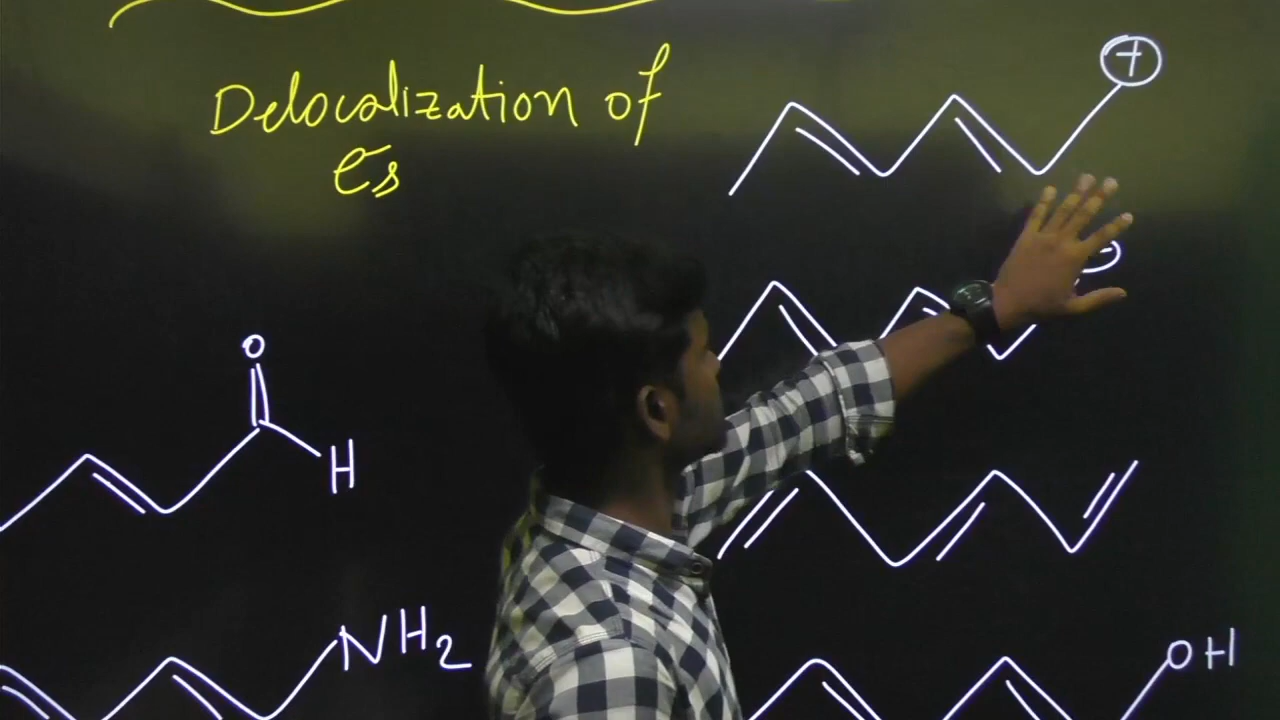 Delocalization of
es
+
O
H
NH2
OH